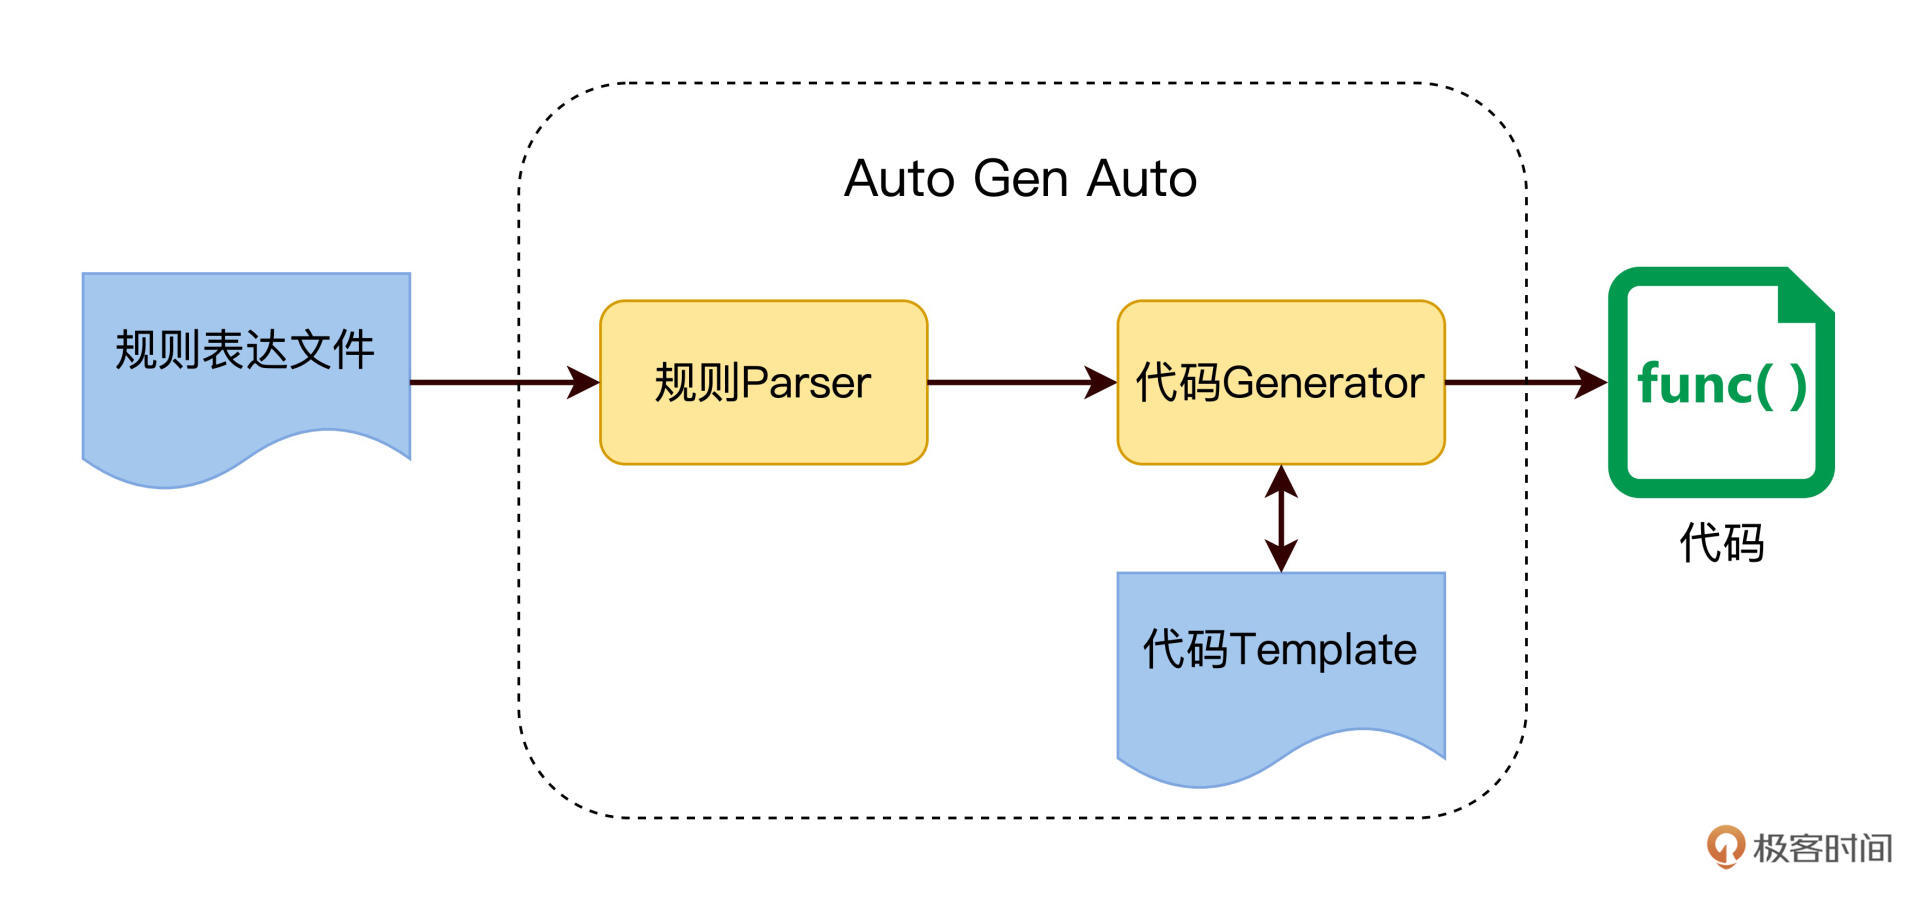 Auto Gen Auto
规则表达文件
规则Parser
代码Generator
func( )
代码
代码Template
极客时间